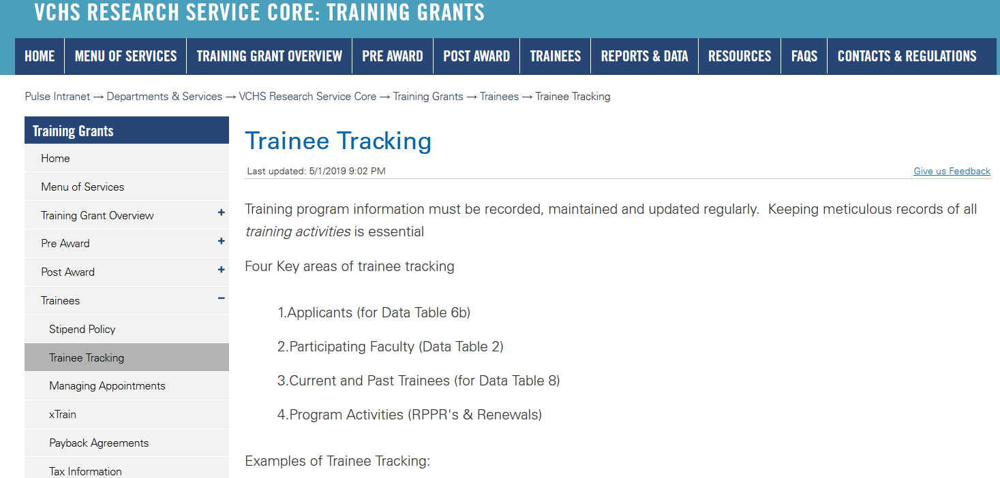 VCHS RESEARCH SERVICE CORE: TRAINING GRANTS
HOME MENU OF SERVICES TRAINING GRANT OVERVIEW PRE AWARD POST AWARD TRAINEES REPORTS & DATA RESOURCES FAQS CONTACTS & REGULATIONS
Pulse Intranet → Departments & Services → VCHS Research Service Core → Training Grants → Trainees → Trainee Tracking
Training Grants
Home
Menu of Services
Training Grant Overview +
Pre Award +
Post Award +
Trainees −
Stipend Policy
Trainee Tracking
Managing Appointments
xTrain
Payback Agreements
Tax Information
Trainee Tracking
Last updated: 5/1/2019 9:02 PM
Give us Feedback
Training program information must be recorded, maintained and updated regularly.  Keeping meticulous records of all
training activities is essential
Four Key areas of trainee tracking
1.Applicants (for Data Table 6b)
2.Participating Faculty (Data Table 2)
3.Current and Past Trainees (for Data Table 8)
4.Program Activities (RPPR's & Renewals)
Examples of Trainee Tracking: